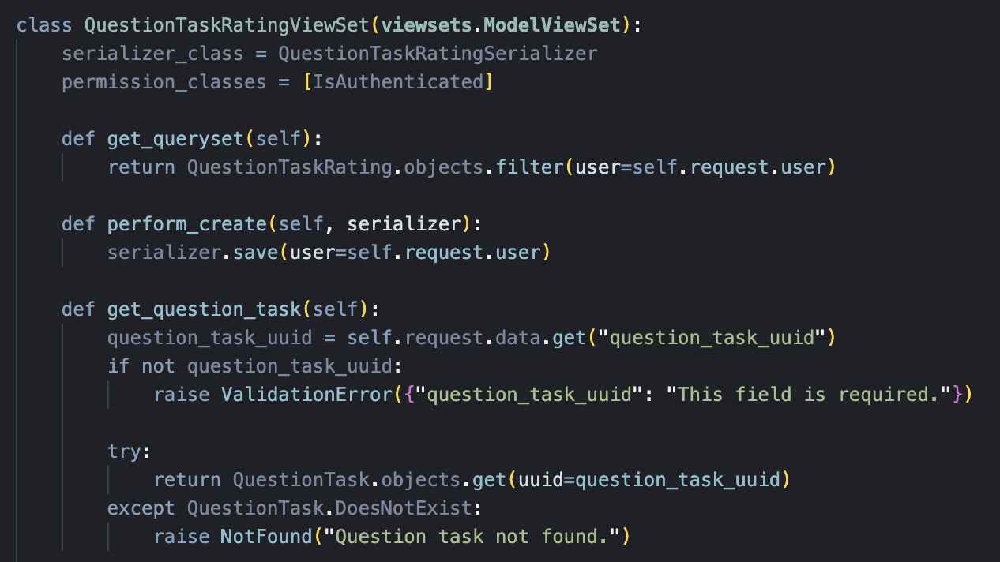 class QuestionTaskRatingViewSet(viewsets.ModelViewSet):
    serializer_class = QuestionTaskRatingSerializer
    permission_classes = [IsAuthenticated]

    def get_queryset(self):
        return QuestionTaskRating.objects.filter(user=self.request.user)

    def perform_create(self, serializer):
        serializer.save(user=self.request.user)

    def get_question_task(self):
        question_task_uuid = self.request.data.get("question_task_uuid")
        if not question_task_uuid:
            raise ValidationError({"question_task_uuid": "This field is required."})

        try:
            return QuestionTask.objects.get(uuid=question_task_uuid)
        except QuestionTask.DoesNotExist:
            raise NotFound("Question task not found.")